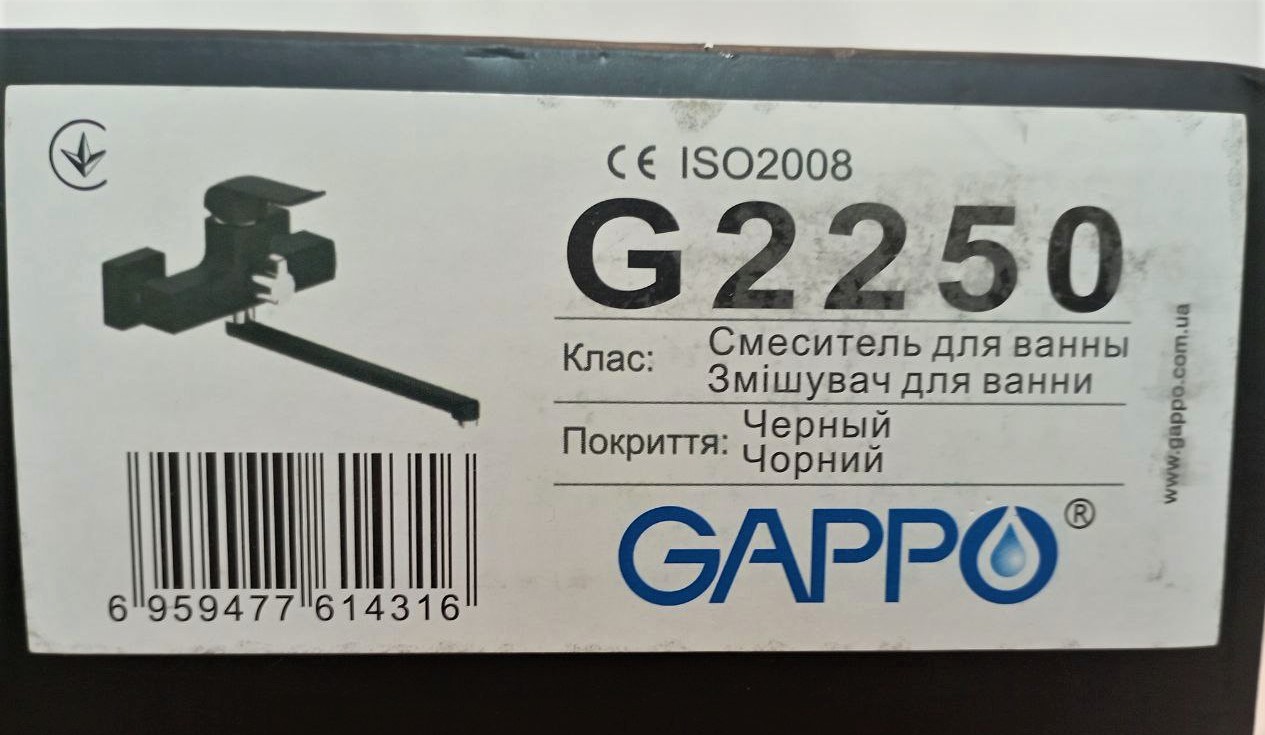 CE ISO2008
G2250
Клас: Смеситель для ванны
Змішувач для ванни
Покриття: Черный
Чорний
GAPPO®
www.gappo.com.ua
6 959477 614316